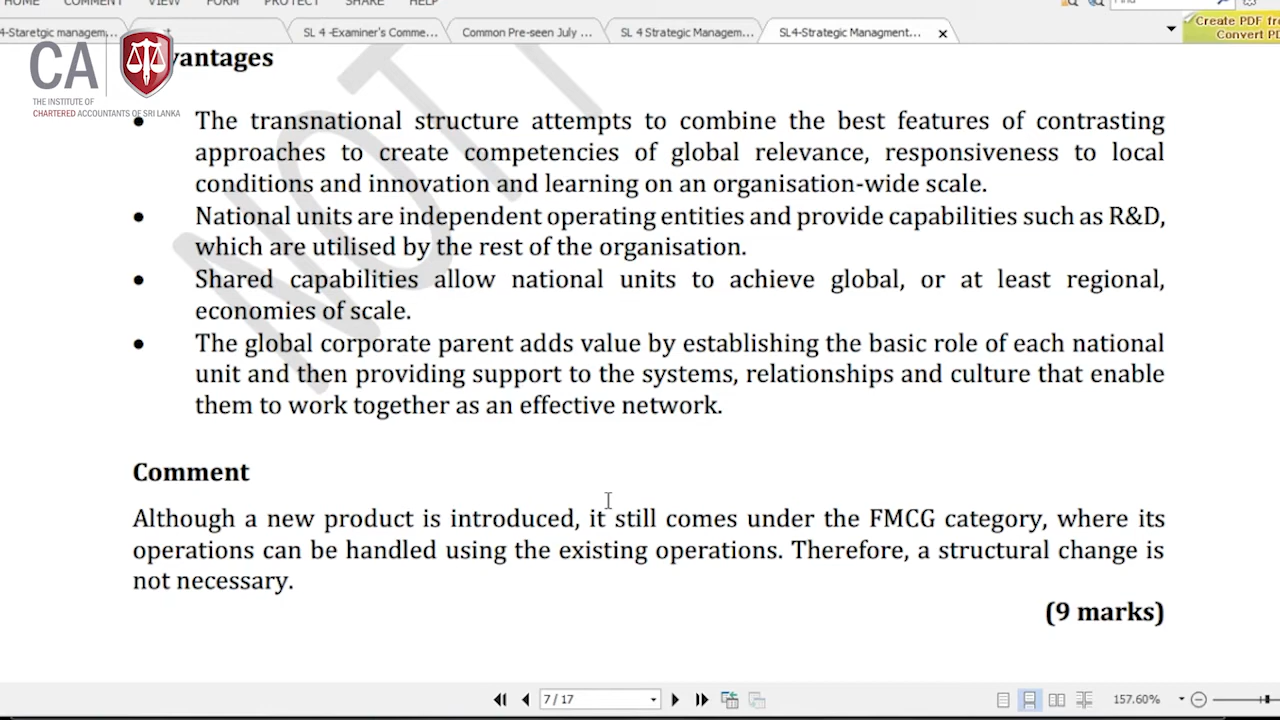 HOME COMMENT VIEW FORM PROTECT SHARE HELP Find
4-Staretgic managem... SL 4 -Examiner's Comme... Common Pre-seen July ... SL 4 Strategic Managem... SL4-Strategic Managment... Create PDF
Convert
CA
THE INSTITUTE OF
CHARTERED ACCOUNTANTS OF SRI LANKA
vantages
• The transnational structure attempts to combine the best features of contrasting
approaches to create competencies of global relevance, responsiveness to local
conditions and innovation and learning on an organisation-wide scale.
• National units are independent operating entities and provide capabilities such as R&D,
which are utilised by the rest of the organisation.
• Shared capabilities allow national units to achieve global, or at least regional,
economies of scale.
• The global corporate parent adds value by establishing the basic role of each national
unit and then providing support to the systems, relationships and culture that enable
them to work together as an effective network.
NOT
Comment
Although a new product is introduced, it still comes under the FMCG category, where its
operations can be handled using the existing operations. Therefore, a structural change is
not necessary.
(9 marks)
7 / 17 157.60%